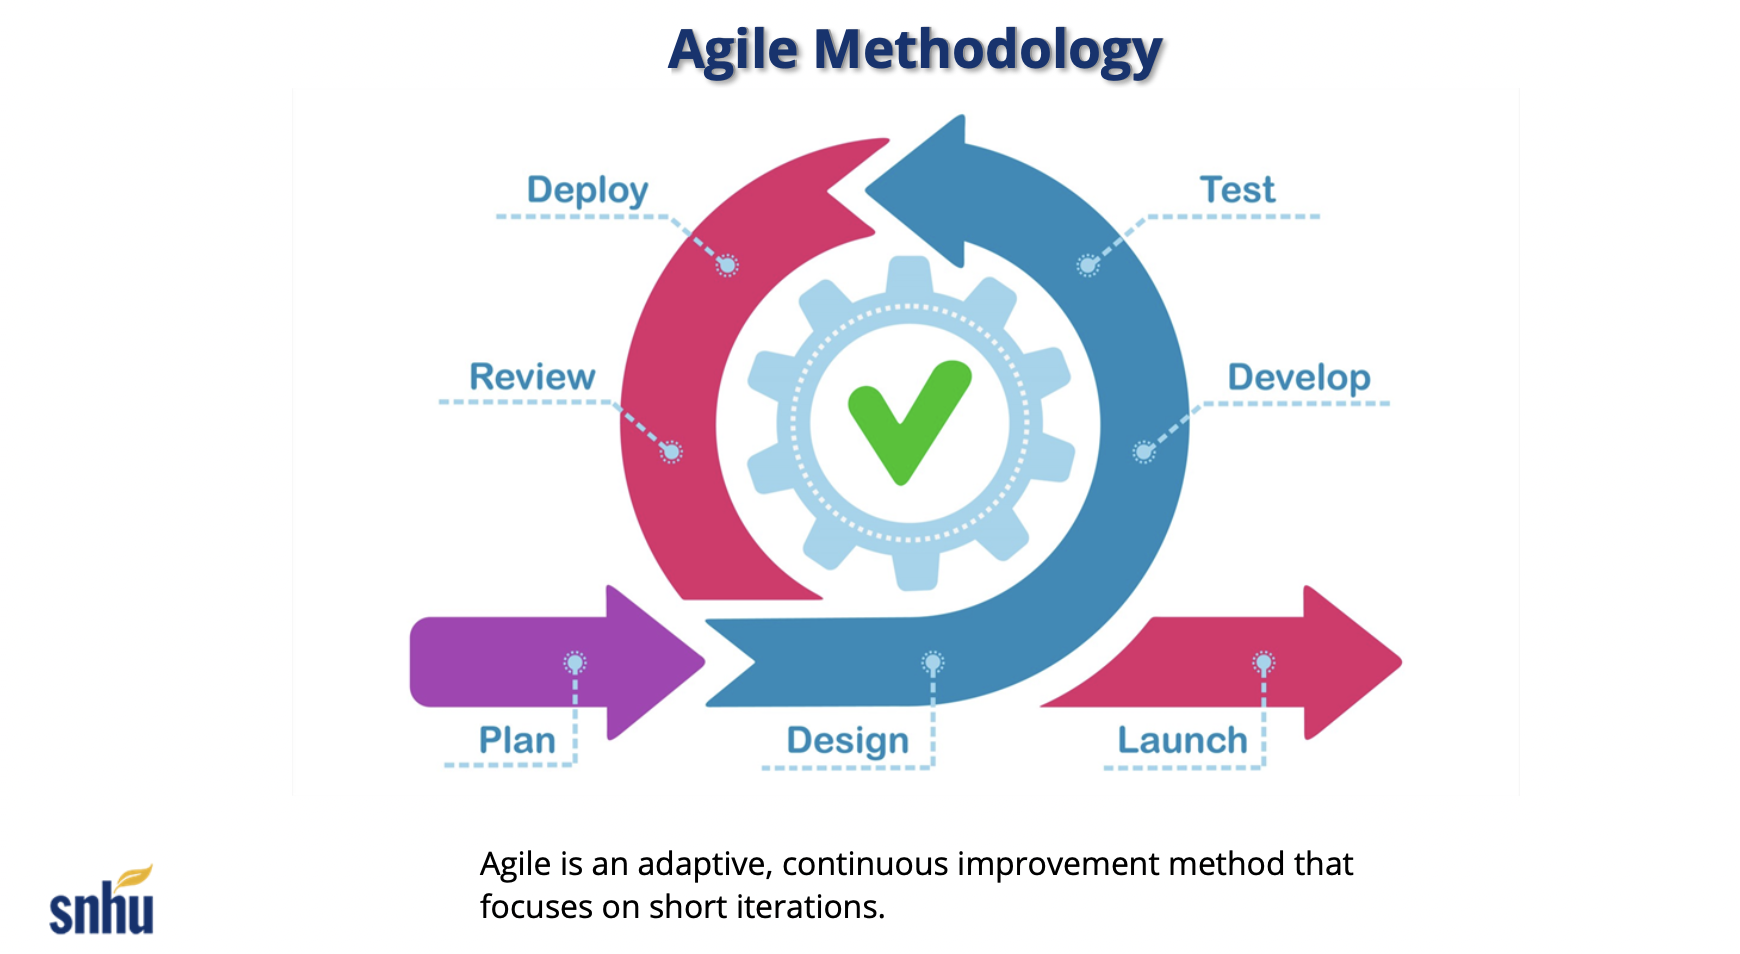 Agile Methodology
Deploy
Test
Review
Develop
Plan
Design
Launch
Agile is an adaptive, continuous improvement method that
focuses on short iterations.
snhu